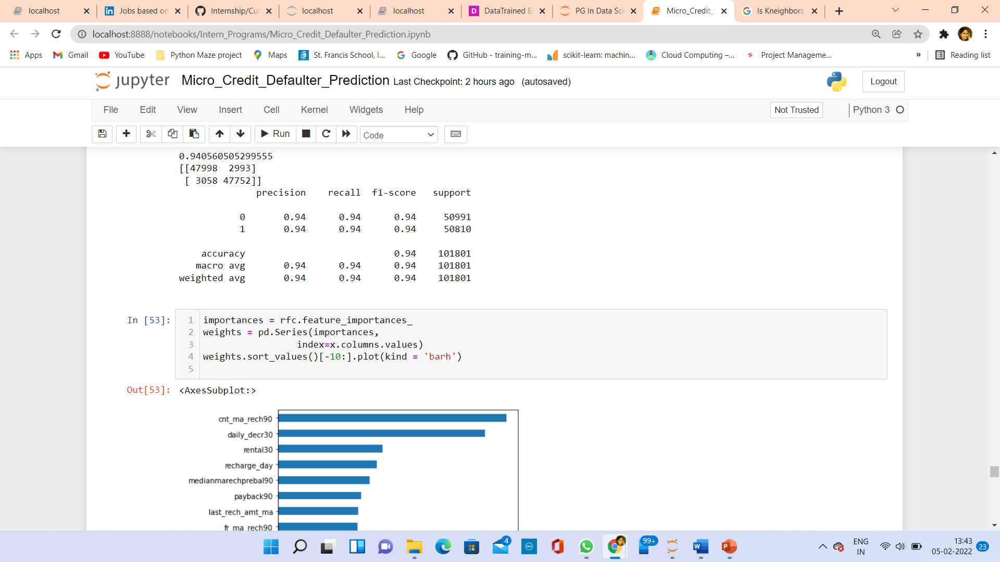 localhost
Jobs based on
Internship/Cus
localhost
localhost
DataTrained Ec
PG In Data Sci
Micro_Credit_
Is Kneighbors
localhost:8888/notebooks/Intern_Programs/Micro_Credit_Defaulter_Prediction.ipynb
Apps
Gmail
YouTube
Python Maze project
Maps
St. Francis School, I...
Google
GitHub - training-m...
scikit-learn: machin...
Cloud Computing –...
Project Manageme...
»
Reading list
jupyter Micro_Credit_Defaulter_Prediction Last Checkpoint: 2 hours ago (autosaved)
Logout
File Edit View Insert Cell Kernel Widgets Help
Not Trusted
Python 3
Run
Code
0.940560505299555
[[47998 2993]
[ 3058 47752]]
precision recall f1-score support
0 0.94 0.94 0.94 50991
1 0.94 0.94 0.94 50810
accuracy 0.94 101801
macro avg 0.94 0.94 0.94 101801
weighted avg 0.94 0.94 0.94 101801
In [53]:
1 importances = rfc.feature_importances_
2 weights = pd.Series(importances,
3 index=x.columns.values)
4 weights.sort_values()[-10:].plot(kind = 'barh')
5
Out[53]: <AxesSubplot:>
cnt_ma_rech90
daily_decr30
rental30
recharge_day
medianmarechprebal90
payback90
last_rech_amt_ma
fr_ma_rech90
4
DELL
99+
W
P
ENG
IN
13:43
05-02-2022
23